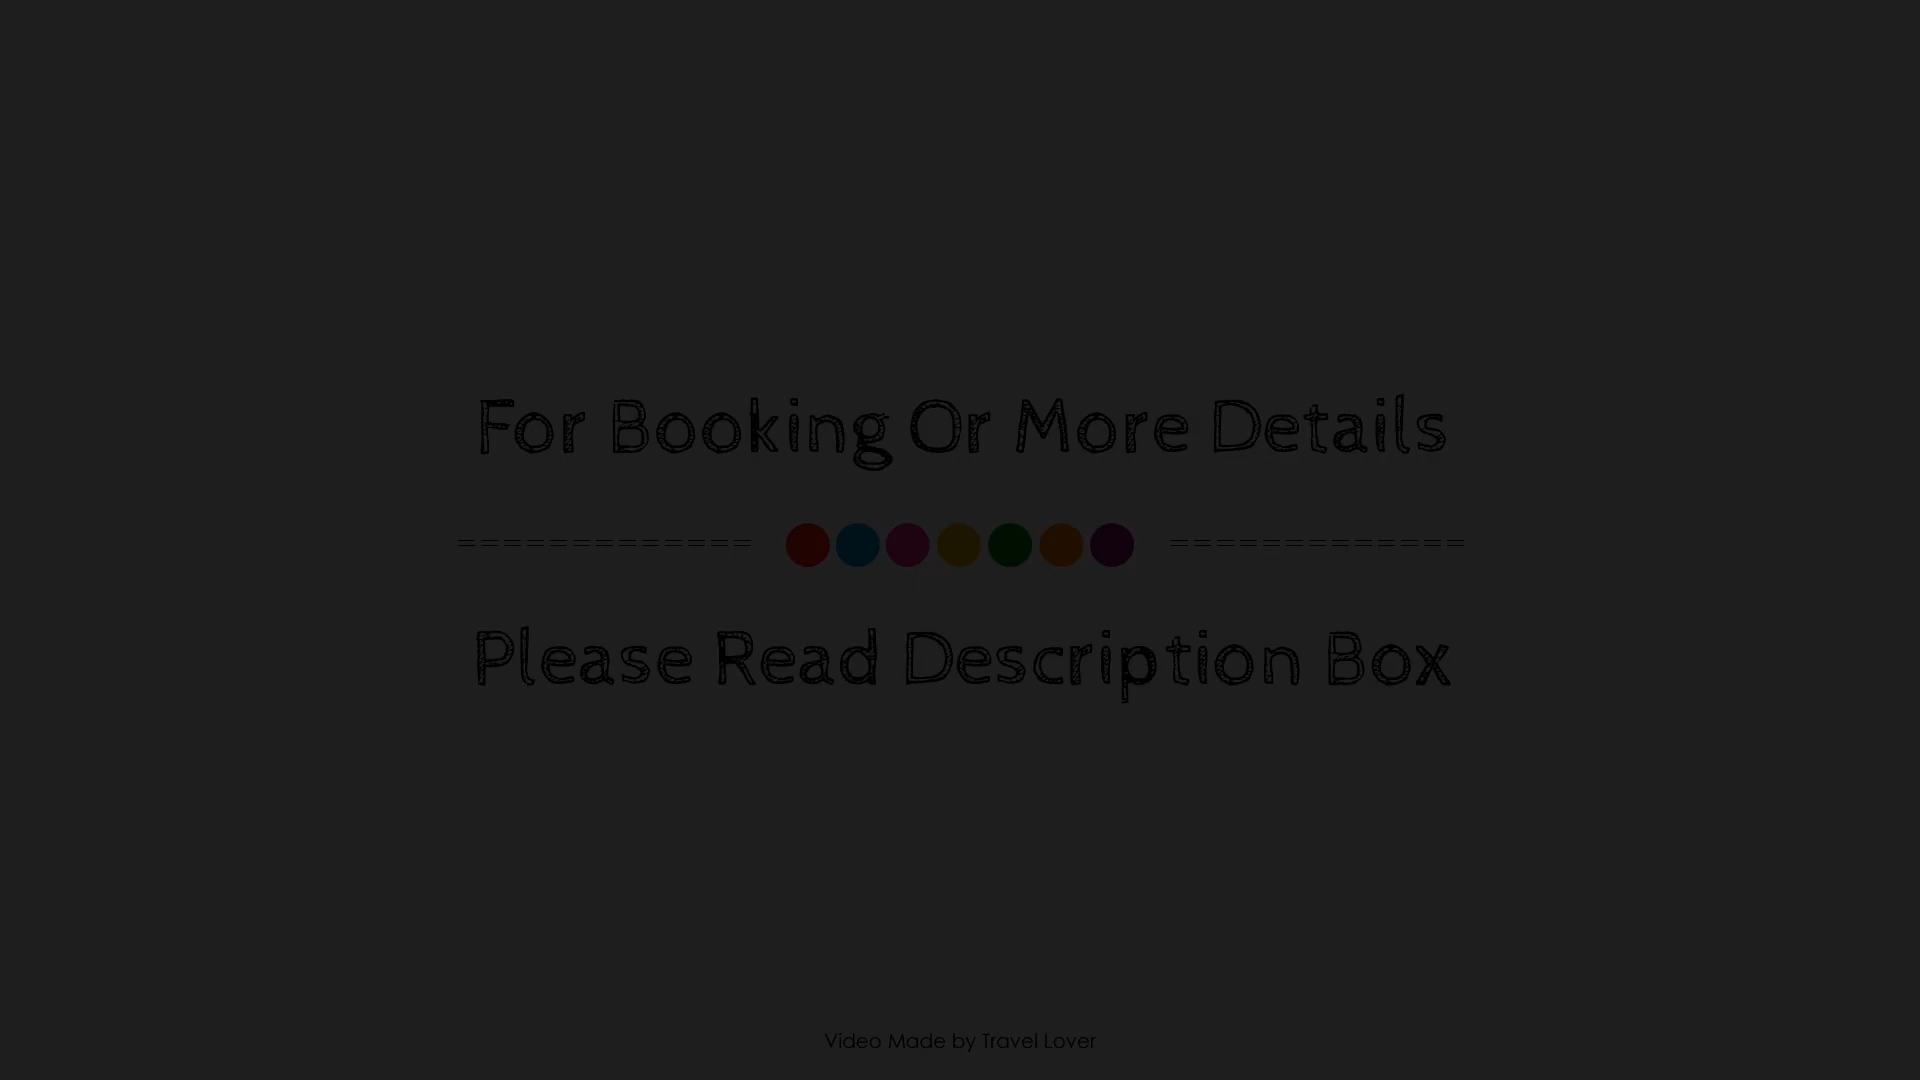 For Booking Or More Details
============= =============
Please Read Description Box
Video Made by Travel Lover